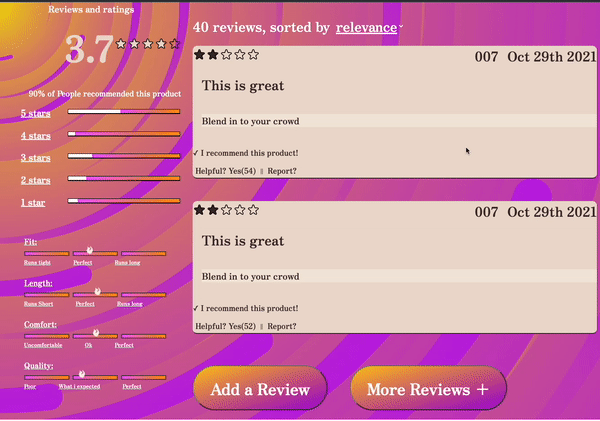 Reviews and ratings
3.7
90% of People recommended this product
5 stars
4 stars
3 stars
2 stars
1 star
Fit:
Runs tight Perfect Runs long
Length:
Runs Short Perfect Runs long
Comfort:
Uncomfortable Ok Perfect
Quality:
Poor What i expected Perfect
40 reviews, sorted by relevance
007 Oct 29th 2021
This is great
Blend in to your crowd
✓ I recommend this product!
Helpful? Yes(54) || Report?
007 Oct 29th 2021
This is great
Blend in to your crowd
✓ I recommend this product!
Helpful? Yes(52) || Report?
Add a Review
More Reviews +